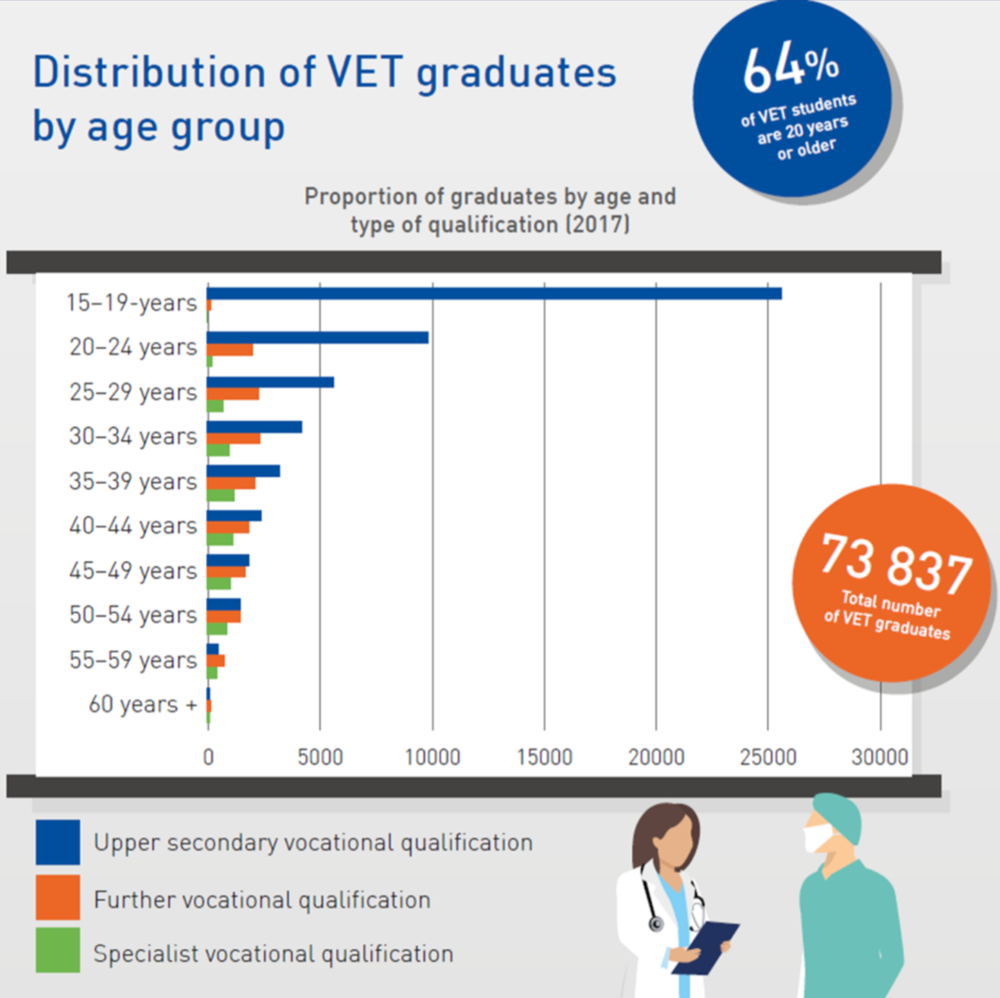 Distribution of VET graduates
by age group
64%
of VET students
are 20 years
or older
Proportion of graduates by age and
type of qualification (2017)
15–19-years
20–24 years
25–29 years
30–34 years
35–39 years
40–44 years
45–49 years
50–54 years
55–59 years
60 years +
0 5000 10000 15000 20000 25000 30000
73 837
Total number
of VET graduates
Upper secondary vocational qualification
Further vocational qualification
Specialist vocational qualification